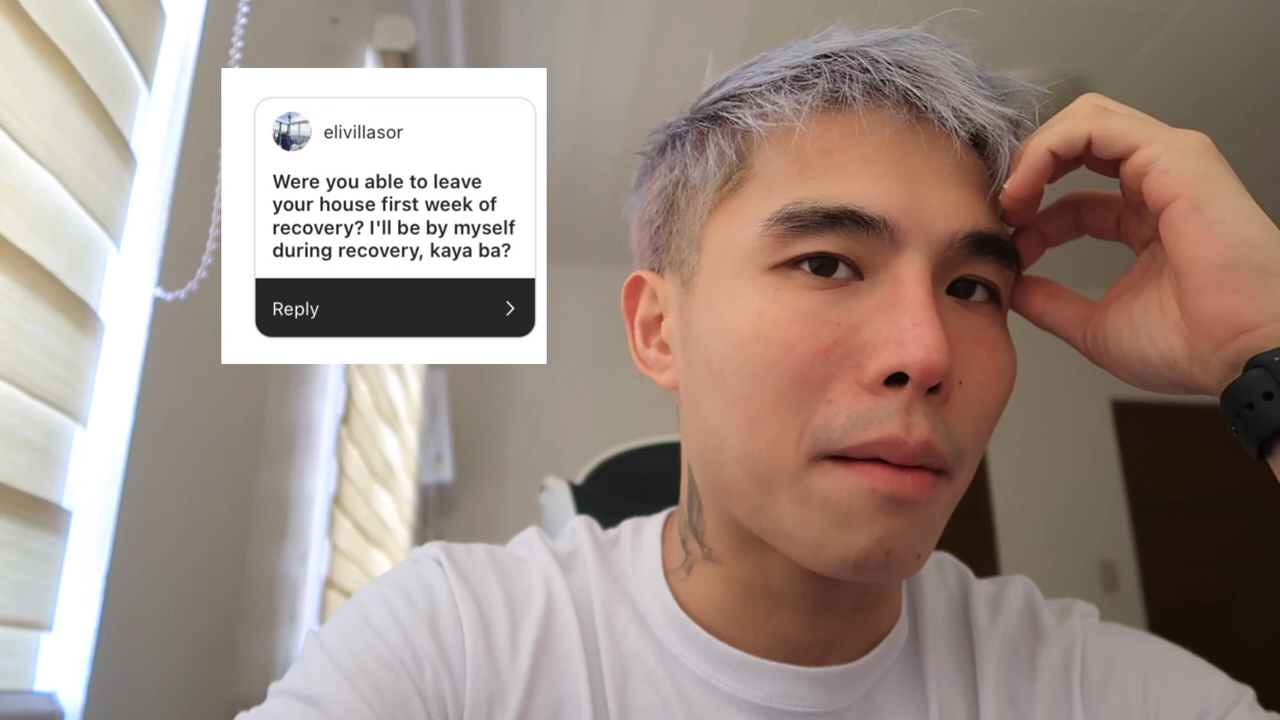 elivillasor
Were you able to leave
your house first week of
recovery? I'll be by myself
during recovery, kaya ba?
Reply